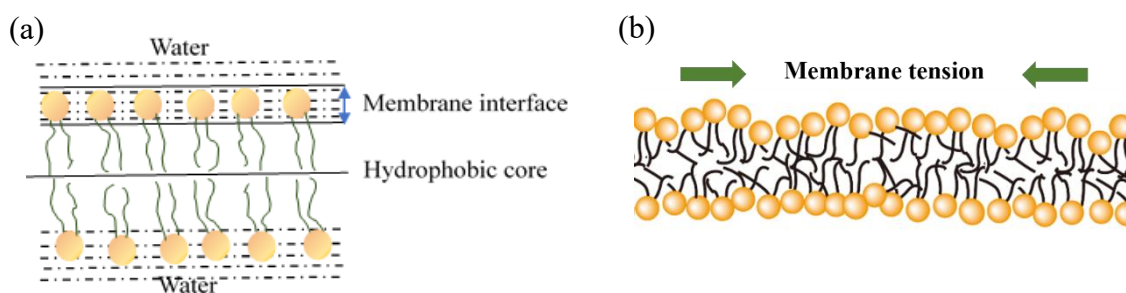 (a)
Water
Membrane interface
Hydrophobic core
Water
(b)
Membrane tension